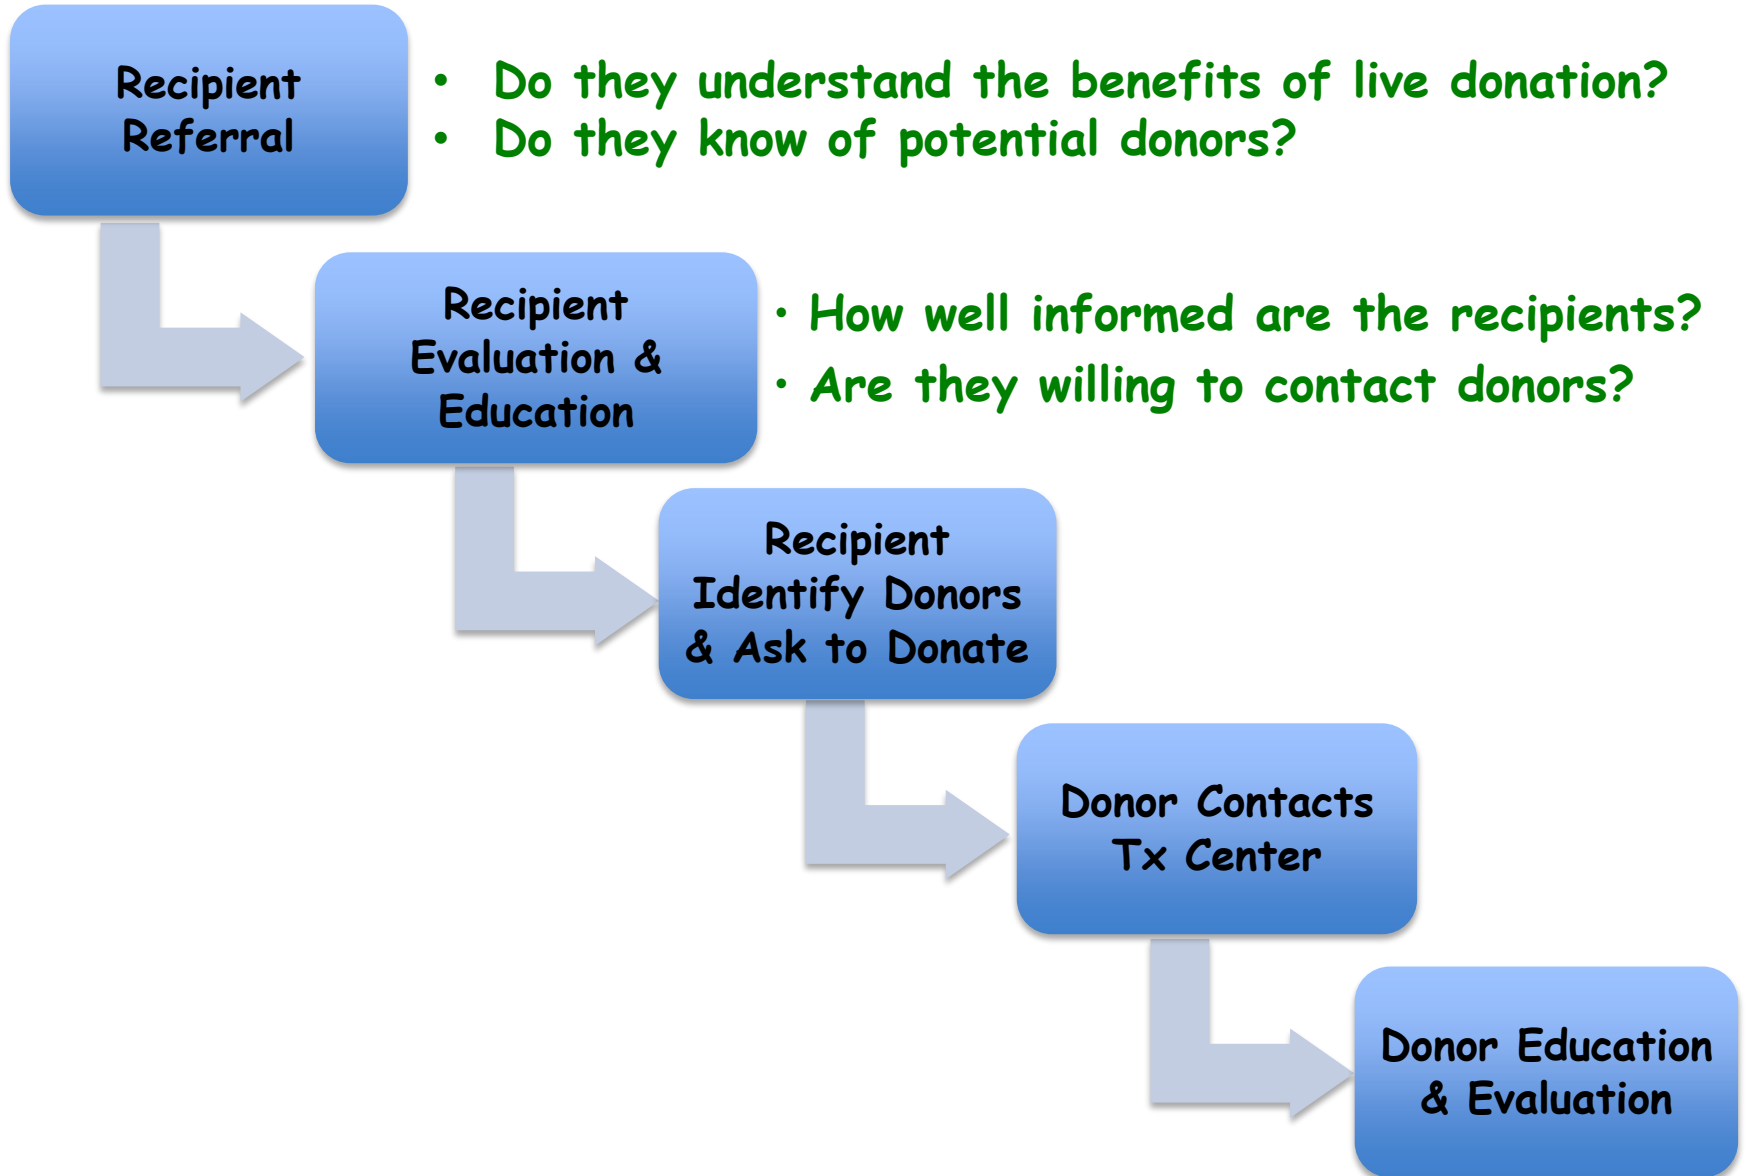 Recipient
Referral
• Do they understand the benefits of live donation?
• Do they know of potential donors?
Recipient
Evaluation &
Education
• How well informed are the recipients?
• Are they willing to contact donors?
Recipient
Identify Donors
& Ask to Donate
Donor Contacts
Tx Center
Donor Education
& Evaluation